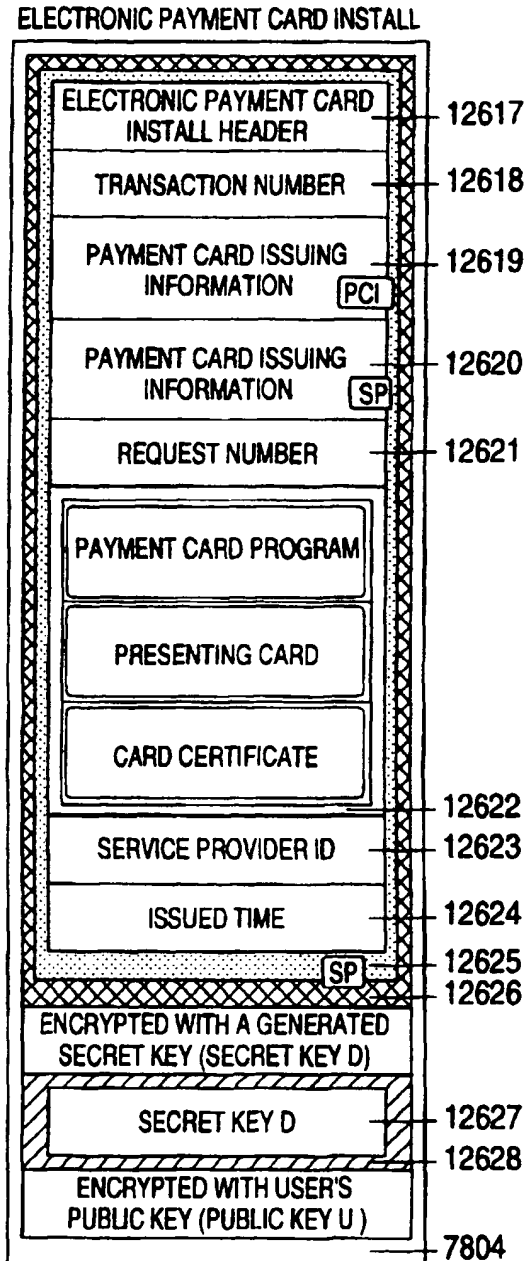 ELECTRONIC PAYMENT CARD INSTALL
ELECTRONIC PAYMENT CARD
INSTALL HEADER
12617
TRANSACTION NUMBER
12618
PAYMENT CARD ISSUING
INFORMATION
PCI
12619
PAYMENT CARD ISSUING
INFORMATION
SP
12620
REQUEST NUMBER
12621
PAYMENT CARD PROGRAM
PRESENTING CARD
CARD CERTIFICATE
12622
SERVICE PROVIDER ID
12623
ISSUED TIME
12624
SP
12625
12626
ENCRYPTED WITH A GENERATED
SECRET KEY (SECRET KEY D)
SECRET KEY D
12627
12628
ENCRYPTED WITH USER'S
PUBLIC KEY (PUBLIC KEY U )
7804